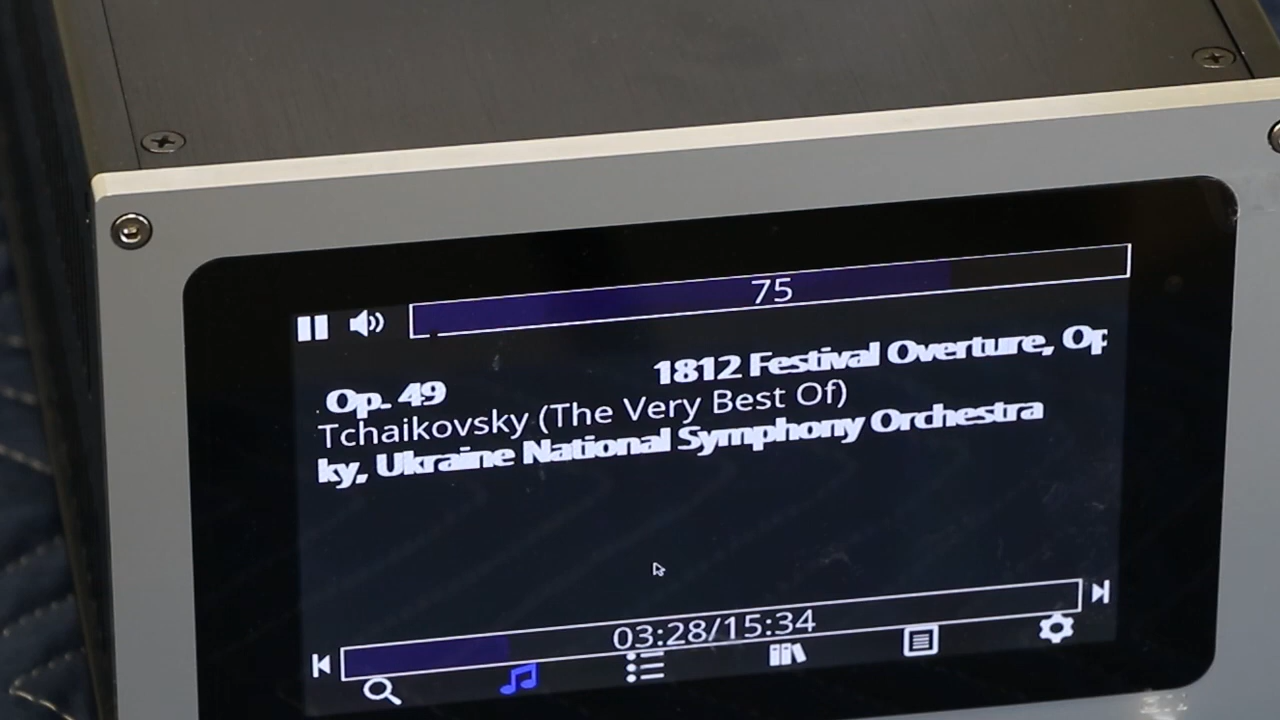 75
Op. 49 1812 Festival Overture, Op
Tchaikovsky (The Very Best Of)
ky, Ukraine National Symphony Orchestra
03:28/15:34